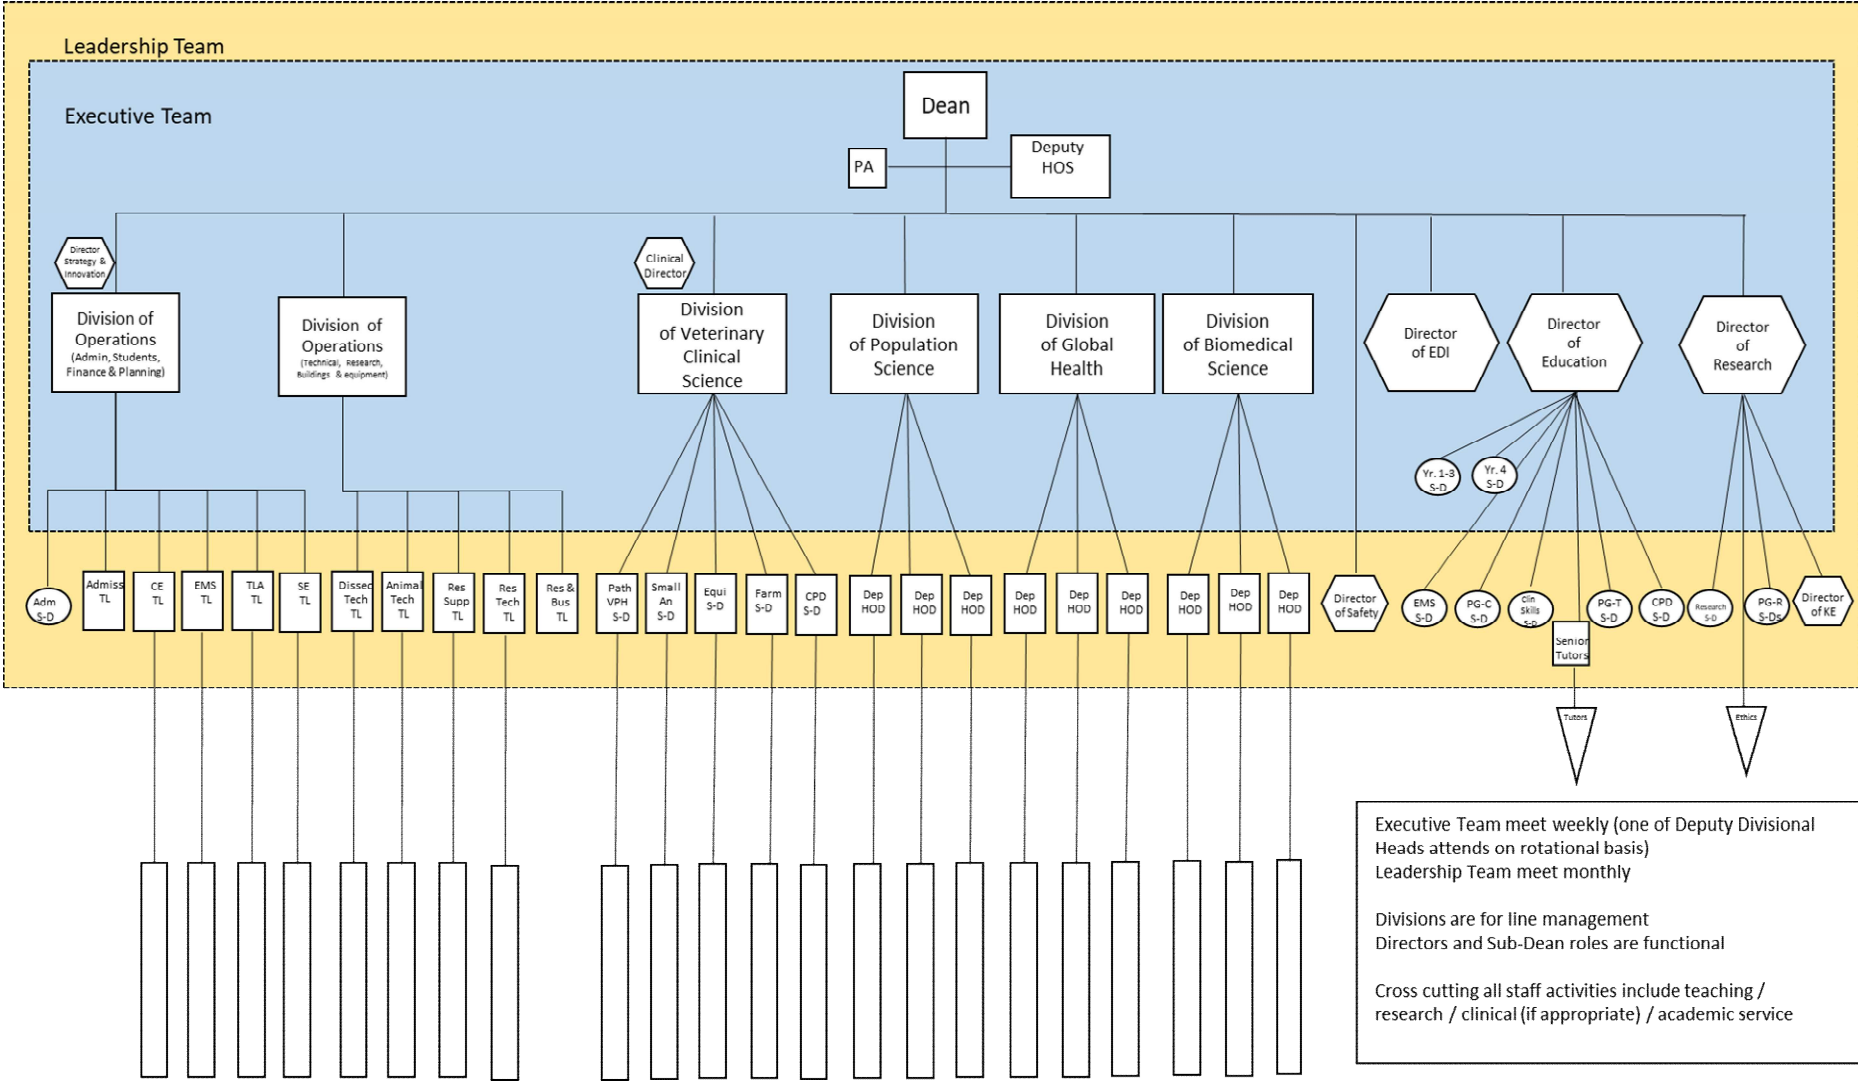 Leadership Team
Executive Team
Dean
PA
Deputy
HOS
Director
Strategy &
Innovation
Clinical
Director
Division of
Operations
(Admin, Students,
Finance & Planning)
Division of
Operations
(Technical, Research,
Buildings & equipment)
Division
of Veterinary
Clinical
Science
Division
of Population
Science
Division
of Global
Health
Division
of Biomedical
Science
Director
of EDI
Director
of
Education
Director
of
Research
Yr. 1-3
S-D
Yr. 4
S-D
Adm
S-D
Admiss
TL
CE
TL
EMS
TL
TLA
TL
SE
TL
Dissec
Tech
TL
Animal
Tech
TL
Res
Supp
TL
Res
Tech
TL
Res &
Bus
TL
Path
VPH
S-D
Small
An
S-D
Equi
S-D
Farm
S-D
CPD
S-D
Dep
HOD
Dep
HOD
Dep
HOD
Dep
HOD
Dep
HOD
Dep
HOD
Dep
HOD
Dep
HOD
Dep
HOD
Director
of Safety
EMS
S-D
PG-C
S-D
Clin
Skills
S-D
Senior
Tutors
PG-T
S-D
CPD
S-D
Research
S-D
PG-R
S-Ds
Director
of KE
Tutors
Ethics
Executive Team meet weekly (one of Deputy Divisional
Heads attends on rotational basis)
Leadership Team meet monthly
Divisions are for line management
Directors and Sub-Dean roles are functional
Cross cutting all staff activities include teaching /
research / clinical (if appropriate) / academic service